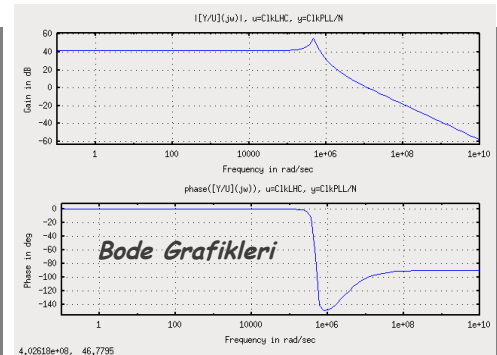 |[Y/U](jw)|, u=ClkLHC, y=ClkPLL/N
60
40
20
0
-20
-40
-60
Gain in dB
1 100 10000 1e+06 1e+08 1e+10
Frequency in rad/sec
phase([Y/U](jw)), u=ClkLHC, y=ClkPLL/N
0
-20
-40
-60
-80
-100
-120
-140
Phase in deg
Bode Grafikleri
1 100 10000 1e+06 1e+08 1e+10
Frequency in rad/sec
4.02618e+08, 46.7795